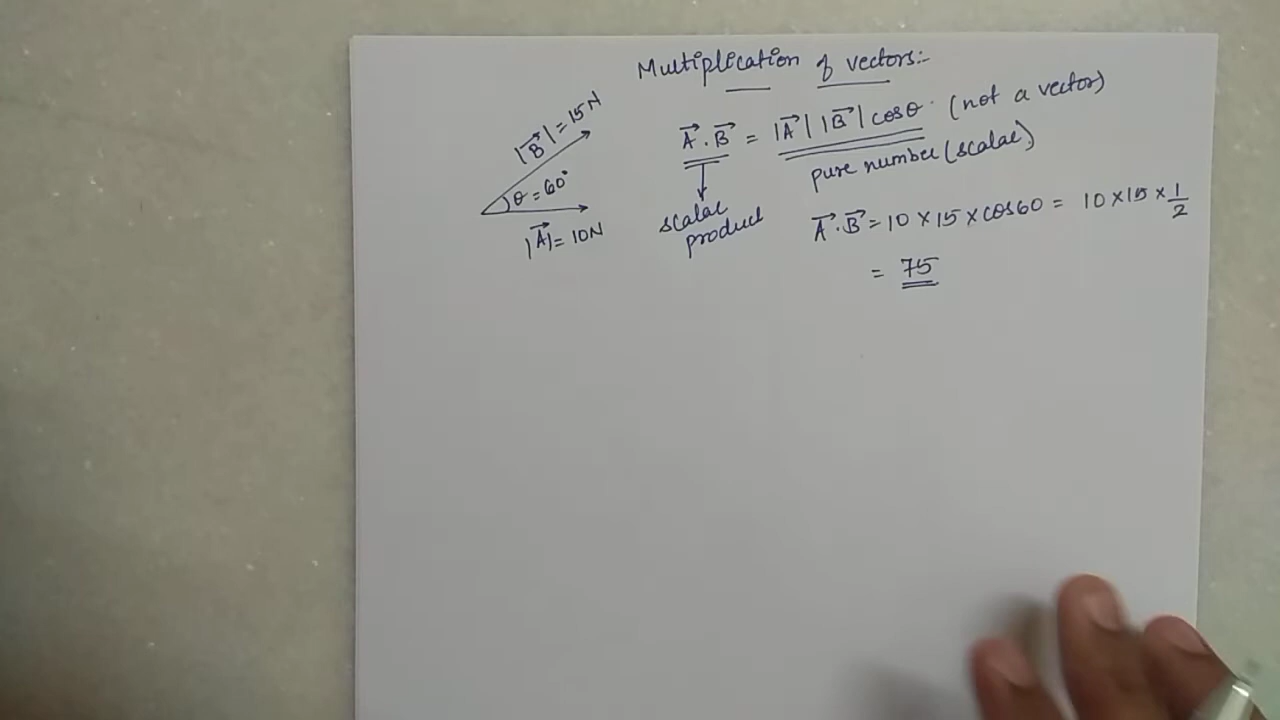 Multiplication of vectors:-
|B⃗| = 15N
θ = 60°
|A⃗| = 10N
A⃗ . B⃗ = |A⃗| |B⃗| cosθ. (not a vector)
pure number (scalar)
scalar
product
A⃗ . B⃗ = 10 × 15 × cos60 = 10 × 15 × 1/2
= 75